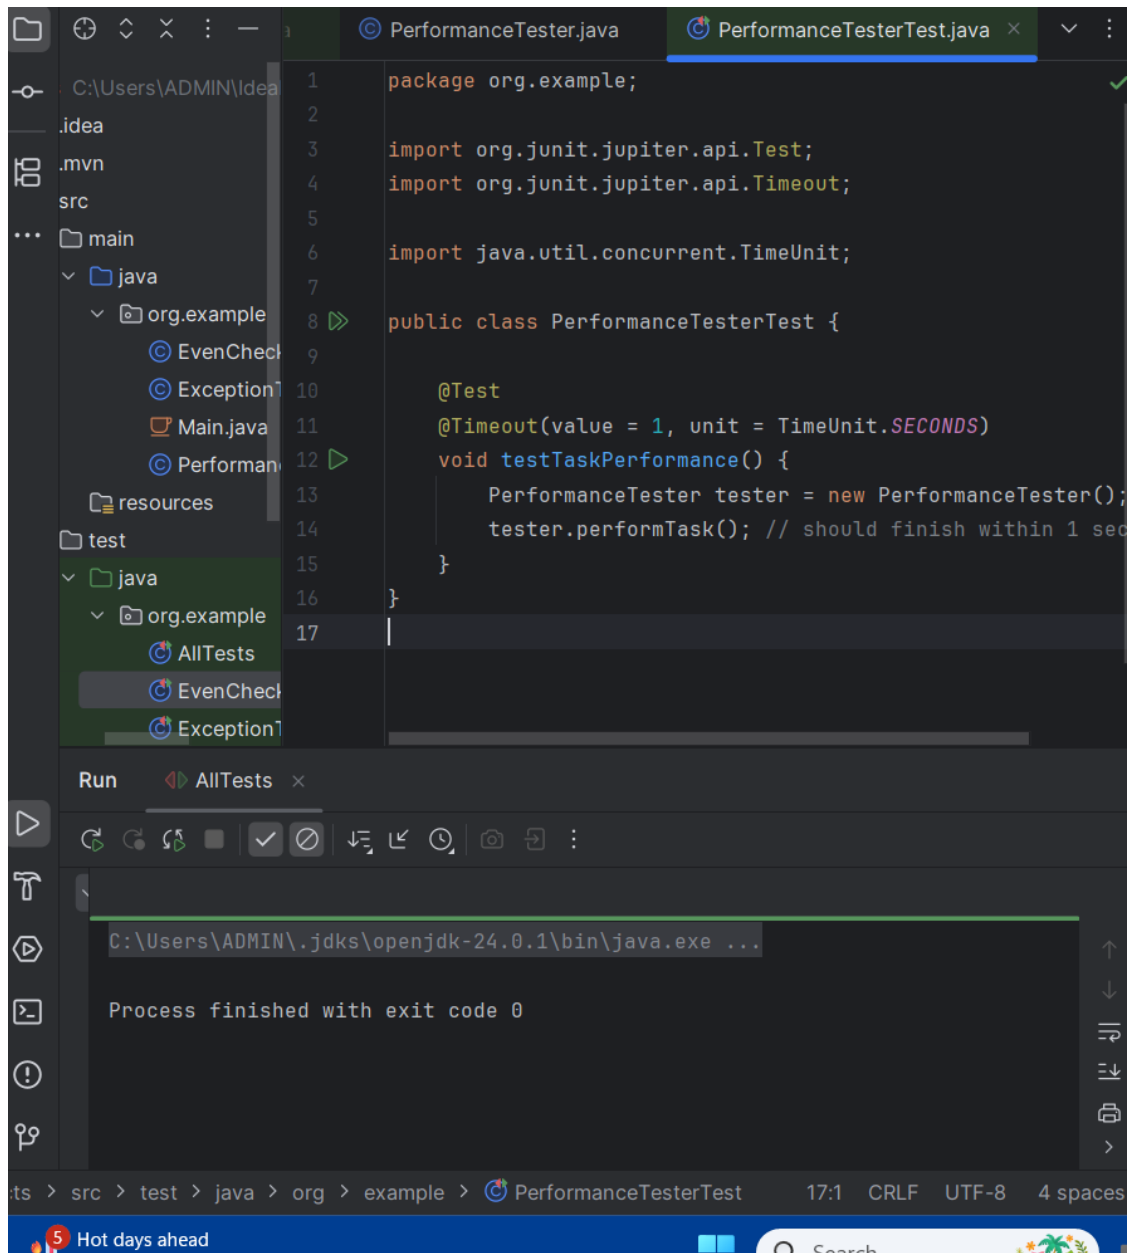 PerformanceTester.java
PerformanceTesterTest.java
C:\Users\ADMIN\Idea
.idea
.mvn
src
main
java
org.example
EvenCheck
ExceptionT
Main.java
Performan
resources
test
java
org.example
AllTests
EvenCheck
ExceptionT
1 package org.example;
2
3 import org.junit.jupiter.api.Test;
4 import org.junit.jupiter.api.Timeout;
5
6 import java.util.concurrent.TimeUnit;
7
8 public class PerformanceTesterTest {
9
10 @Test
11 @Timeout(value = 1, unit = TimeUnit.SECONDS)
12 void testTaskPerformance() {
13 PerformanceTester tester = new PerformanceTester();
14 tester.performTask(); // should finish within 1 sec
15 }
16 }
17
Run AllTests
C:\Users\ADMIN\.jdks\openjdk-24.0.1\bin\java.exe ...
Process finished with exit code 0
cts > src > test > java > org > example > PerformanceTesterTest 17:1 CRLF UTF-8 4 spaces
5 Hot days ahead
Search